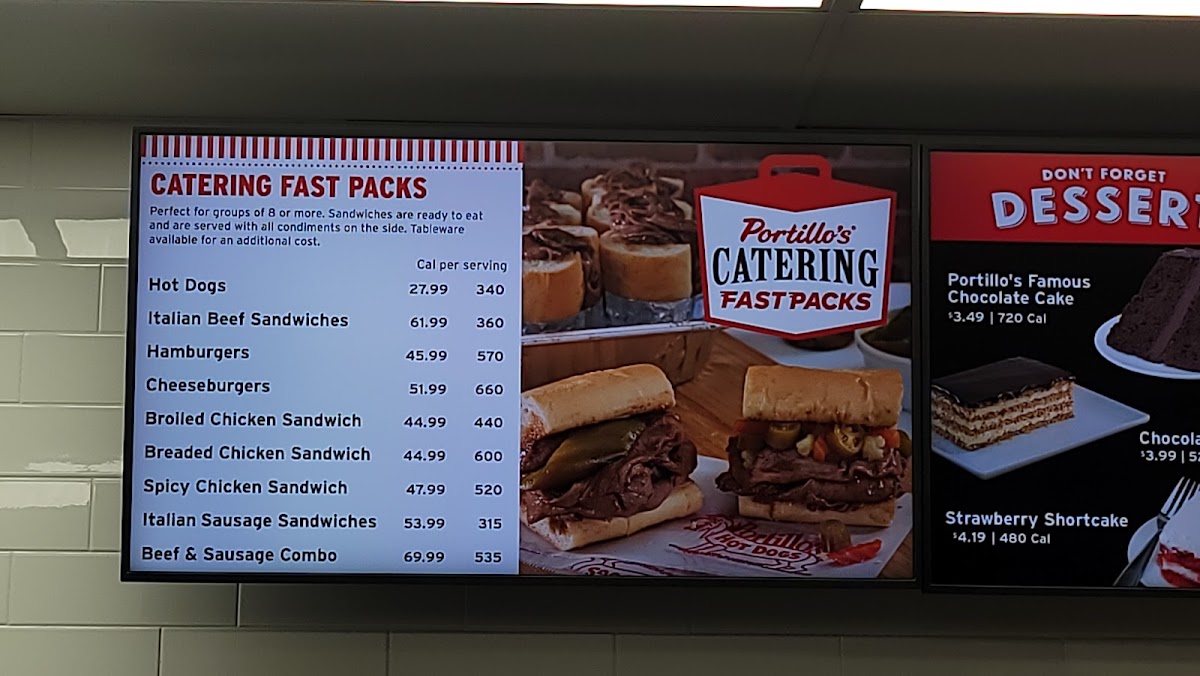 CATERING FAST PACKS
Perfect for groups of 8 or more. Sandwiches are ready to eat
and are served with all condiments on the side. Tableware
available for an additional cost.
Cal per serving
Hot Dogs 27.99 340
Italian Beef Sandwiches 61.99 360
Hamburgers 45.99 570
Cheeseburgers 51.99 660
Broiled Chicken Sandwich 44.99 440
Breaded Chicken Sandwich 44.99 600
Spicy Chicken Sandwich 47.99 520
Italian Sausage Sandwiches 53.99 315
Beef & Sausage Combo 69.99 535
Portillo's
CATERING
FAST PACKS
Portillo's
HOT DOGS
DON'T FORGET
DESSERT
Portillo's Famous
Chocolate Cake
$3.49 | 720 Cal
$3.99 |
Strawberry Shortcake
$4.19 | 480 Cal